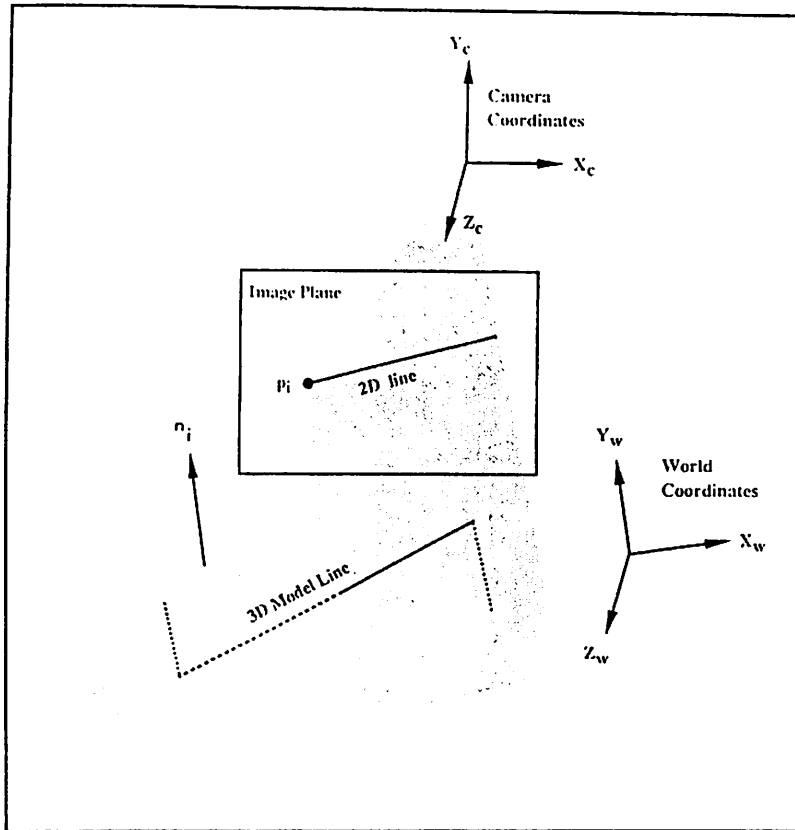 Yc
Camera
Coordinates
Xc
Zc
Image Plane
Pi
2D line
ni
Yw
World
Coordinates
Xw
3D Model Line
Zw